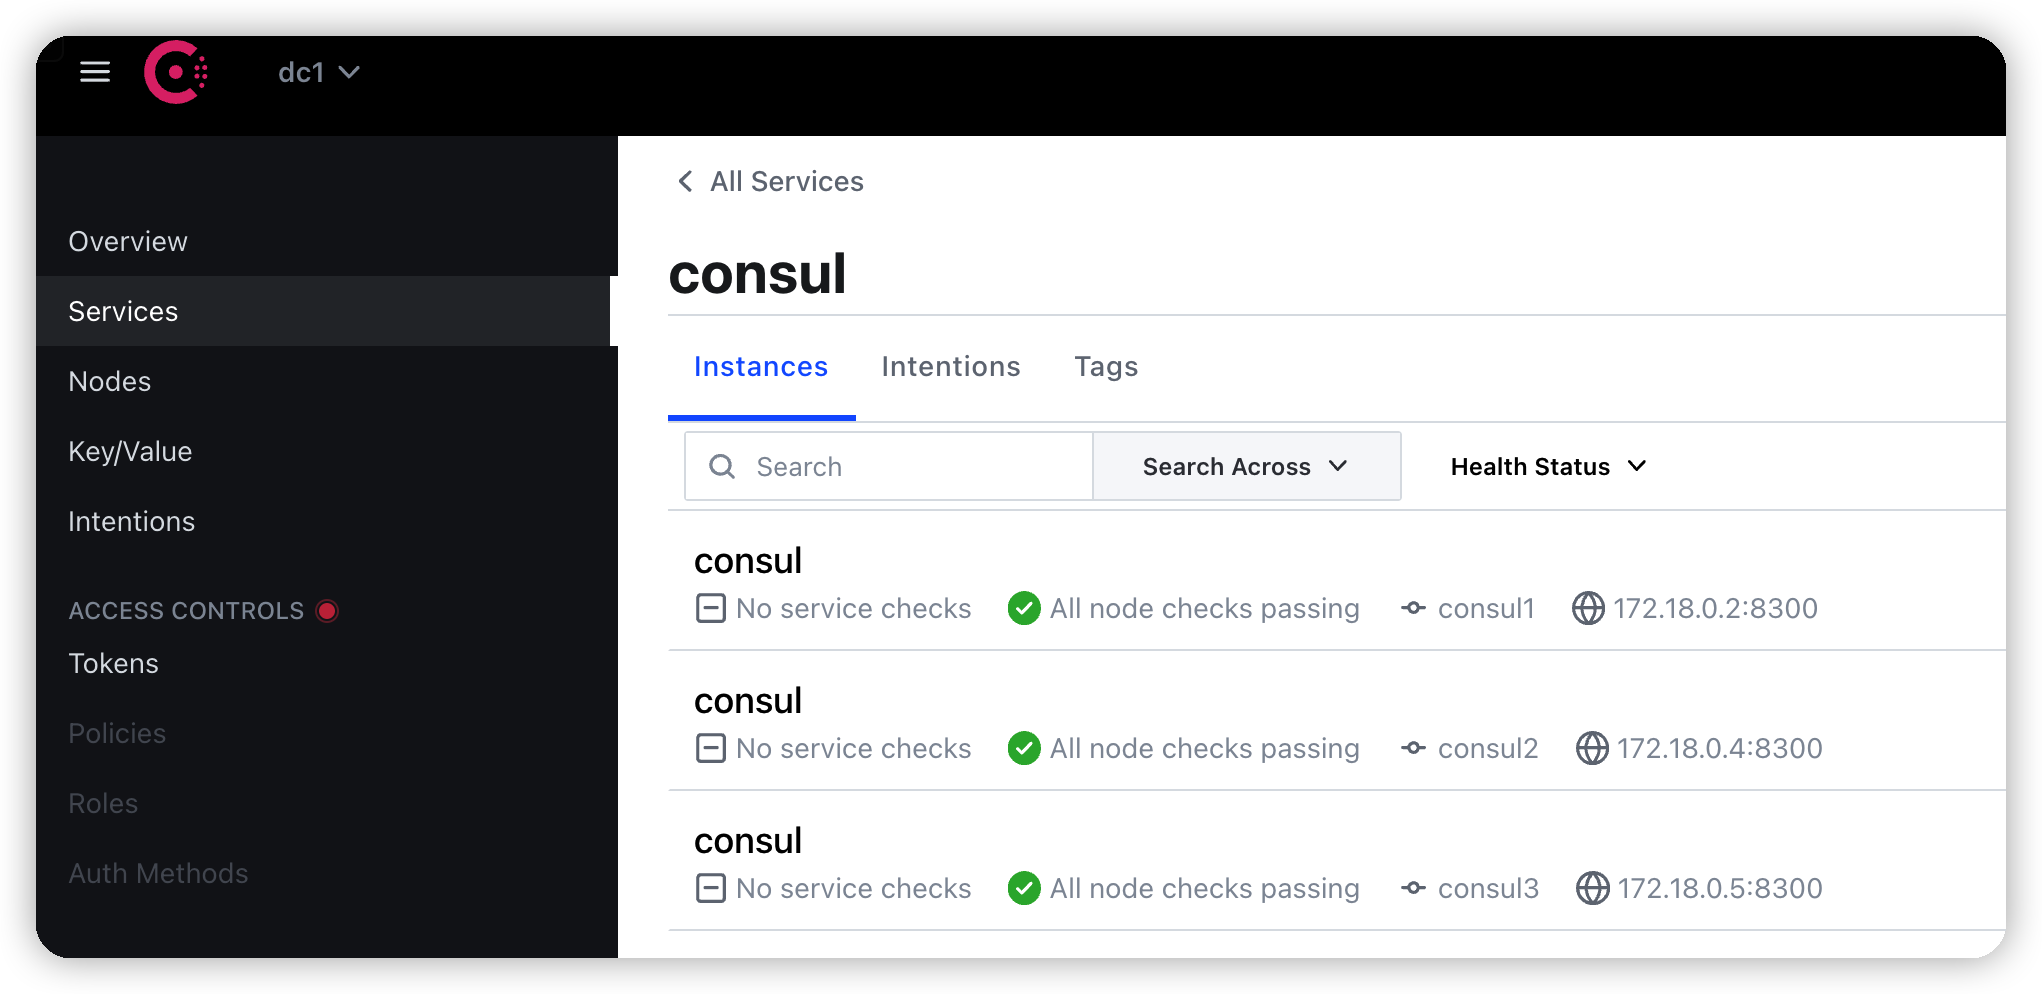 dc1
Overview
Services
Nodes
Key/Value
Intentions
ACCESS CONTROLS
Tokens
Policies
Roles
Auth Methods
All Services
consul
Instances Intentions Tags
Search Search Across Health Status
consul
No service checks All node checks passing consul1 172.18.0.2:8300
consul
No service checks All node checks passing consul2 172.18.0.4:8300
consul
No service checks All node checks passing consul3 172.18.0.5:8300